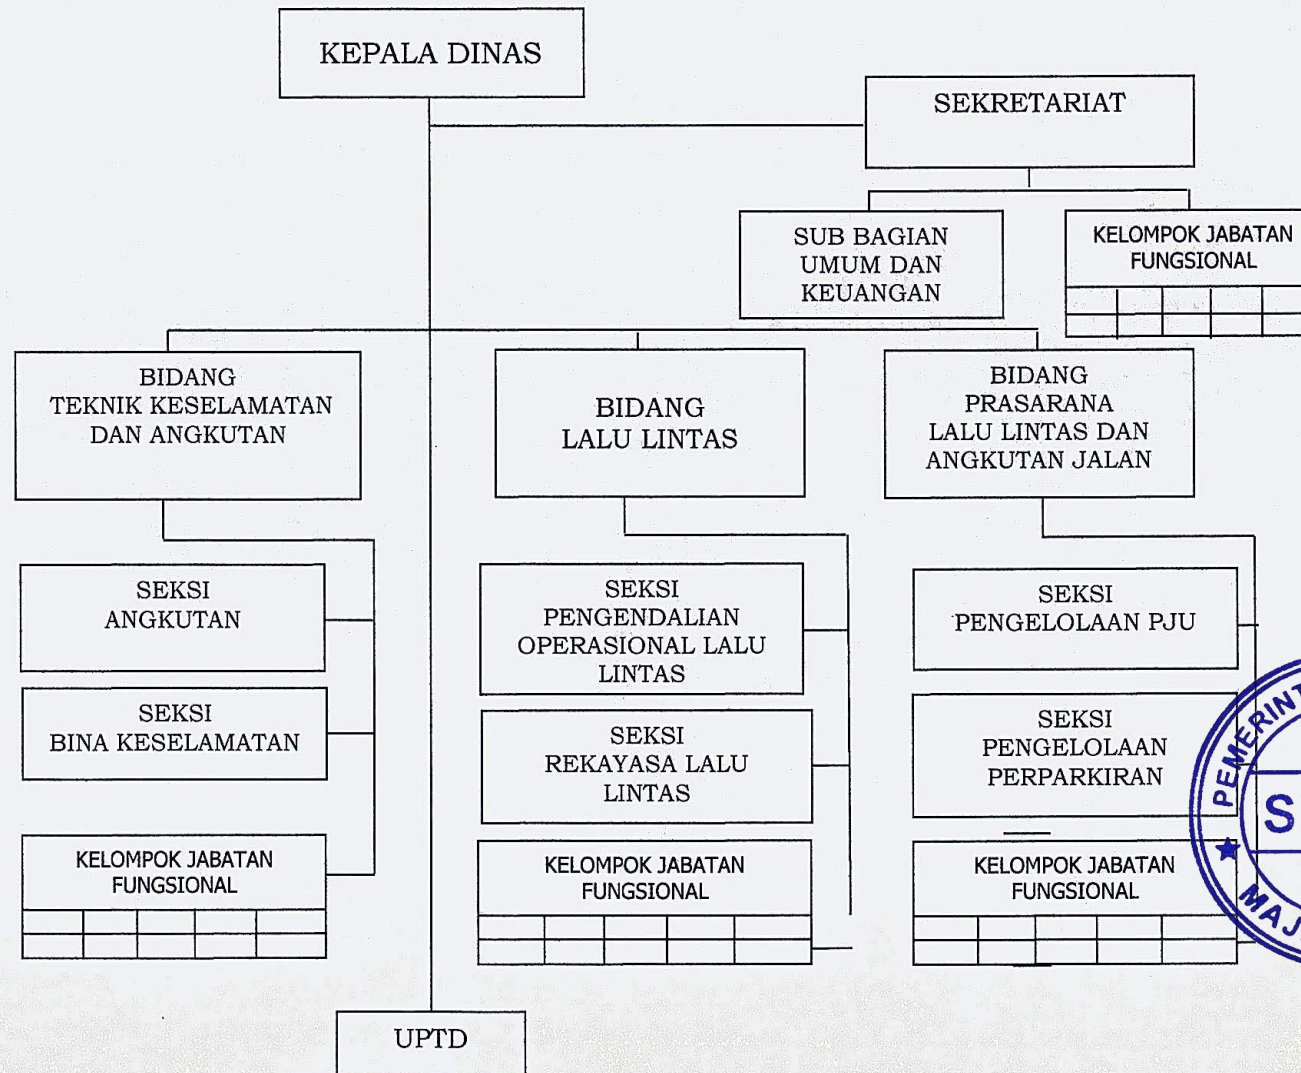 KEPALA DINAS
SEKRETARIAT
SUB BAGIAN
UMUM DAN
KEUANGAN
KELOMPOK JABATAN
FUNGSIONAL
BIDANG
TEKNIK KESELAMATAN
DAN ANGKUTAN
BIDANG
LALU LINTAS
BIDANG
PRASARANA
LALU LINTAS DAN
ANGKUTAN JALAN
SEKSI
ANGKUTAN
SEKSI
BINA KESELAMATAN
KELOMPOK JABATAN
FUNGSIONAL
SEKSI
PENGENDALIAN
OPERASIONAL LALU
LINTAS
SEKSI
REKAYASA LALU
LINTAS
KELOMPOK JABATAN
FUNGSIONAL
SEKSI
PENGELOLAAN PJU
SEKSI
PENGELOLAAN
PERPARKIRAN
KELOMPOK JABATAN
FUNGSIONAL
UPTD